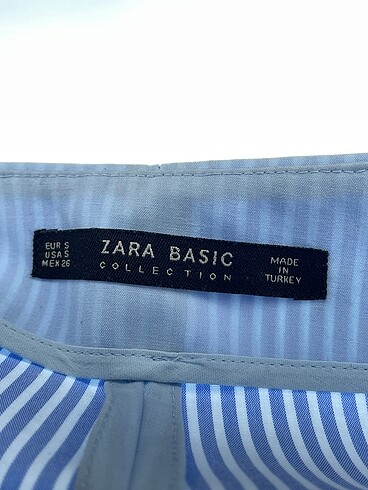 EUR S
USA S
MEX 26
ZARA BASIC
COLLECTION
MADE
IN
TURKEY